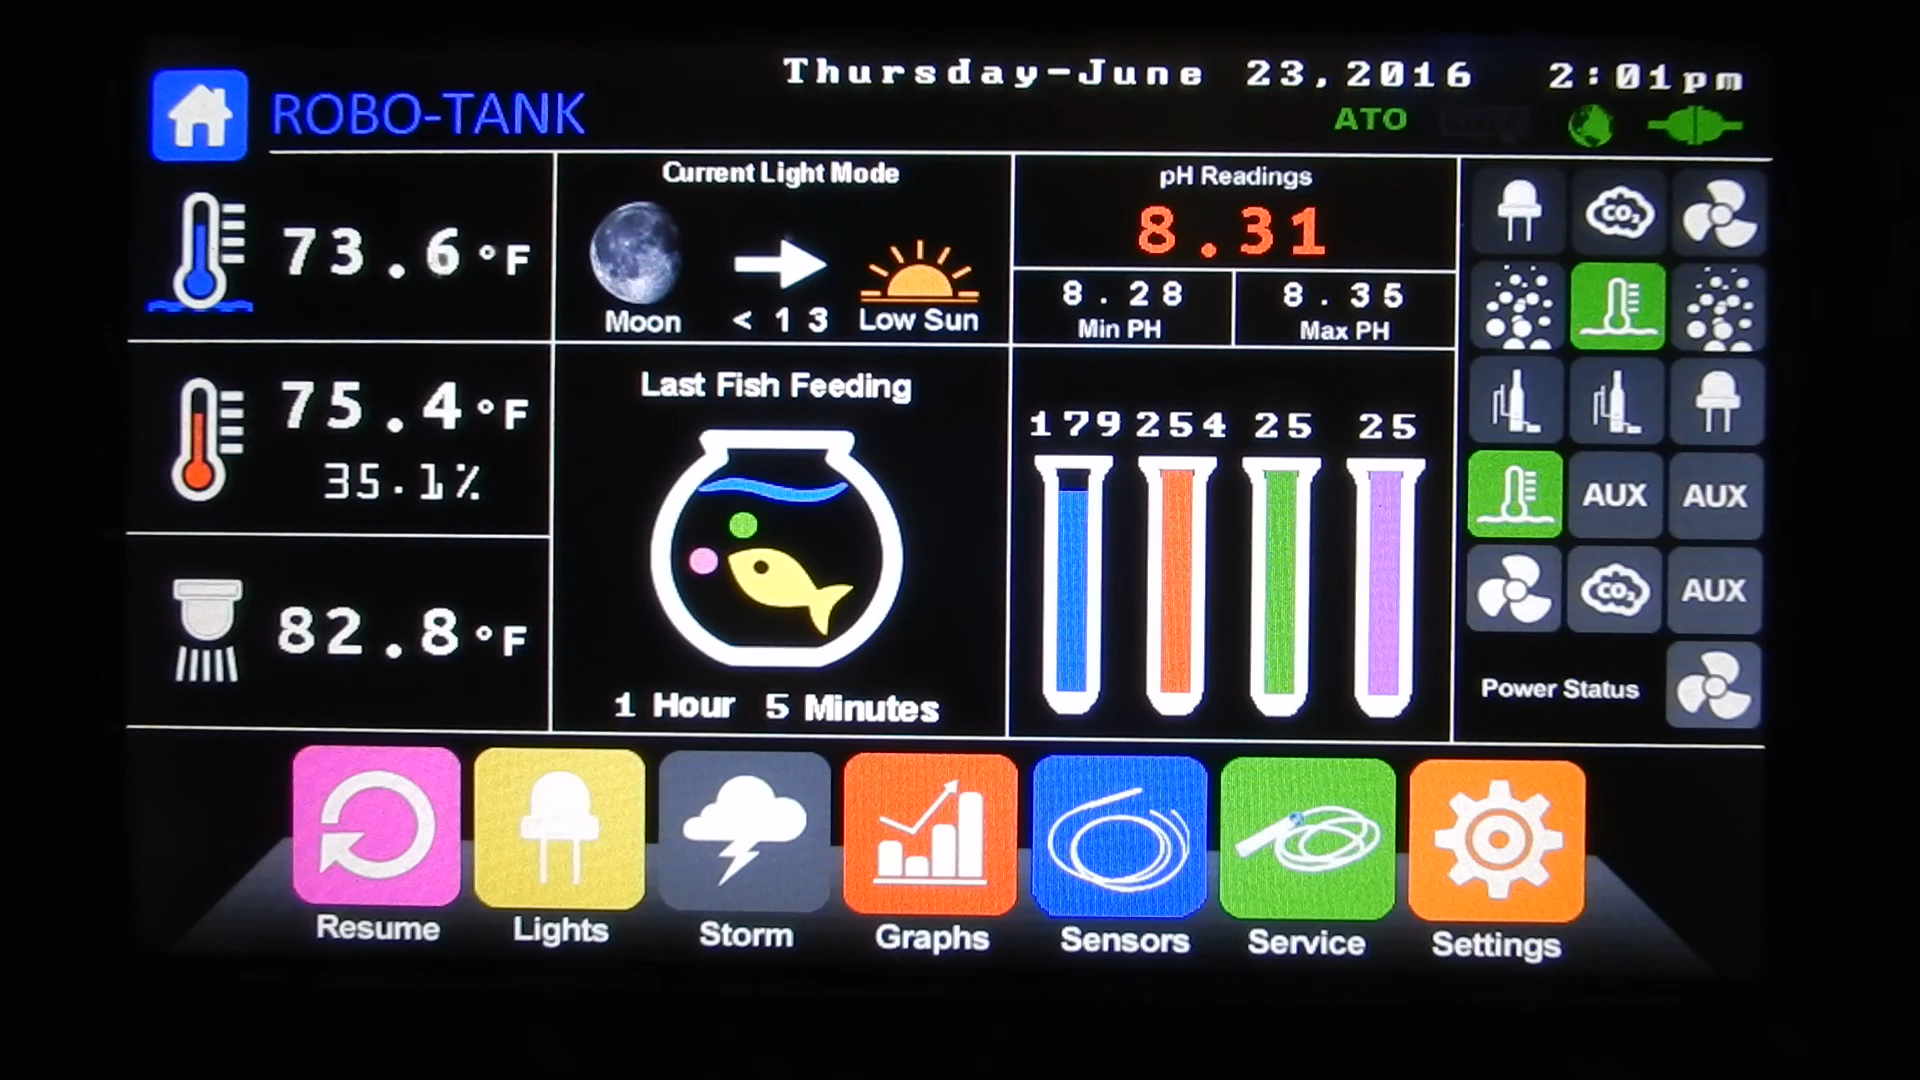 Thursday-June 23,2016 2:01pm
ROBO-TANK
ATO
73.6°F
75.4°F
35.1%
82.8°F
Current Light Mode
Moon <13 Low Sun
Last Fish Feeding
1 Hour 5 Minutes
pH Readings
8.31
8.28 8.35
Min PH Max PH
179 254 25 25
CO₂
AUX AUX
CO₂ AUX
Power Status
Resume Lights Storm Graphs Sensors Service Settings